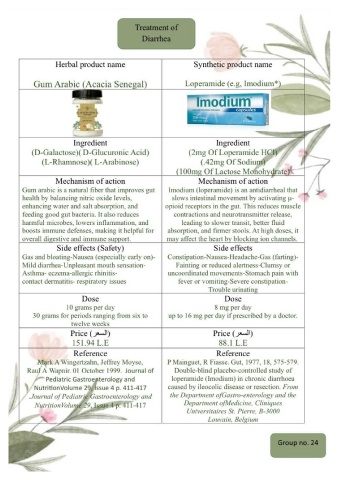 Treatment of
Diarrhea
Herbal product name
Gum Arabic (Acacia Senegal)
Synthetic product name
Loperamide (e.g, Imodium*)
Imodium
capsules
Ingredient
(D-Galactose)( D-Glucuronic Acid)
(L-Rhamnose)( L-Arabinose)
Ingredient
(2mg Of Loperamide HCl)
(.42mg Of Sodium)
(100mg Of Lactose Monohydrate)
Mechanism of action
Gum arabic is a natural fiber that improves gut
health by balancing nitric oxide levels,
enhancing water and salt absorption, and
feeding good gut bacteria. It also reduces
harmful microbes, lowers inflammation, and
boosts immune defenses, making it helpful for
overall digestive and immune support.
Mechanism of action
Imodium (loperamide) is an antidiarrheal that
slows intestinal movement by activating μ-
opioid receptors in the gut. This reduces muscle
contractions and neurotransmitter release,
leading to slower transit, better fluid
absorption, and firmer stools. At high doses, it
may affect the heart by blocking ion channels.
Side effects (Safety)
Gas and bloating-Nausea (especially early on)-
Mild diarrhea-Unpleasant mouth sensation-
Asthma- eczema-allergic rhinitis-
contact dermatitis- respiratory issues
Side effects
Constipation-Nausea-Headache-Gas (farting)-
Fainting or reduced alertness-Clumsy or
uncoordinated movements-Stomach pain with
fever or vomiting-Severe constipation-
Trouble urinating
Dose
10 grams per day
30 grams for periods ranging from six to
twelve weeks
Dose
8 mg per day
up to 16 mg per day if prescribed by a doctor.
Price (السعر)
151.94 L.E
Price (السعر)
88.1 L.E
Reference
Mark A Wingertzahn, Jeffrey Moyse,
Raul A Wapnir. 01 October 1999. Journal of
Pediatric Gastroenterology and
NutritionVolume 29, Issue 4 p. 411-417
.Journal of Pediatric Gastroenterology and
NutritionVolume 29, Issue 4 p. 411-417
Reference
P Mainguet, R Fiasse. Gut, 1977, 18, 575-579.
Double-blind placebo-controlled study of
loperamide (Imodium) in chronic diarrhoea
caused by ileocolic disease or resection. From
the Department ofGastro-enterology and the
Department ofMedicine, Cliniques
Universitaires St. Pierre, B-3000
Louvain, Belgium
Group no. 24